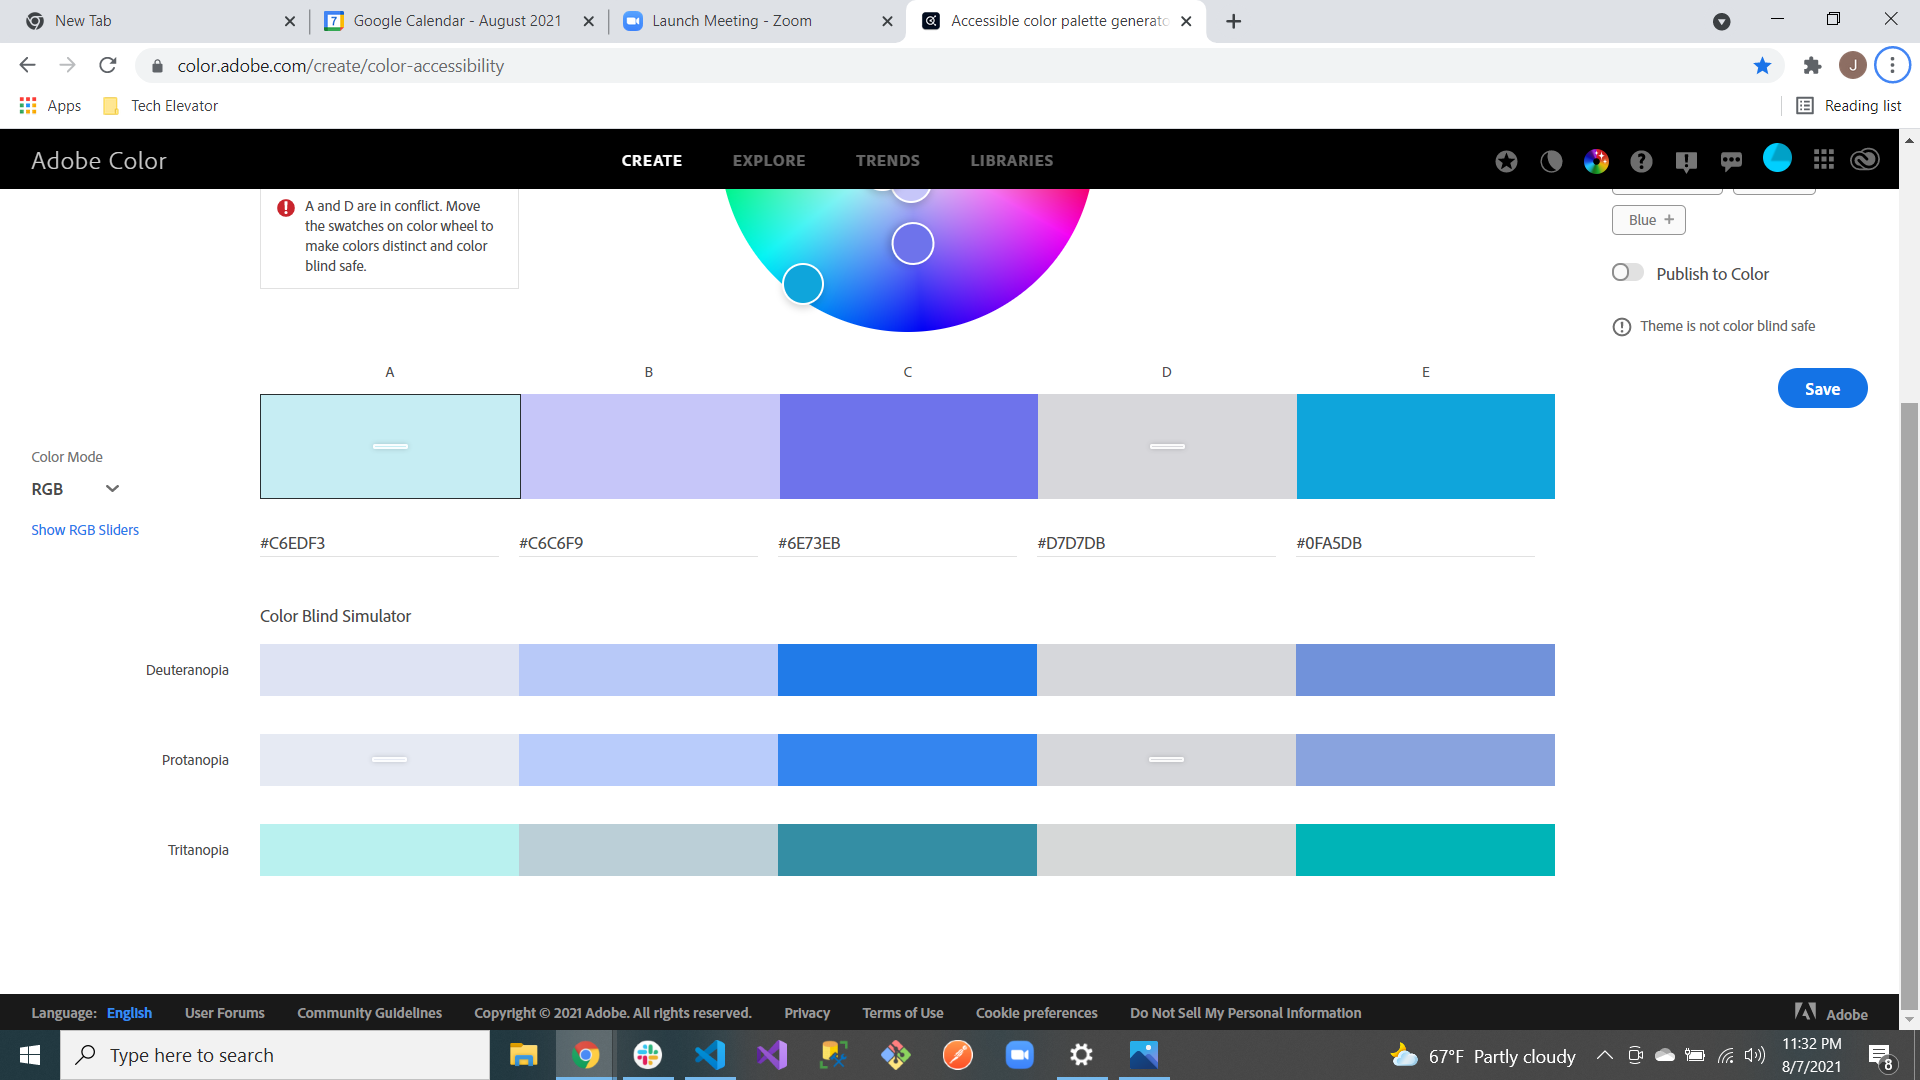 New Tab
Google Calendar - August 2021
Launch Meeting - Zoom
Accessible color palette generato
color.adobe.com/create/color-accessibility
J
Apps
Tech Elevator
Reading list
Adobe Color
CREATE
EXPLORE
TRENDS
LIBRARIES
A and D are in conflict. Move
the swatches on color wheel to
make colors distinct and color
blind safe.
Blue +
Publish to Color
Theme is not color blind safe
A
B
C
D
E
Save
Color Mode
RGB
Show RGB Sliders
#C6EDF3
#C6C6F9
#6E73EB
#D7D7DB
#0FA5DB
Color Blind Simulator
Deuteranopia
Protanopia
Tritanopia
Language: English
User Forums
Community Guidelines
Copyright © 2021 Adobe. All rights reserved.
Privacy
Terms of Use
Cookie preferences
Do Not Sell My Personal Information
Adobe
Type here to search
67°F Partly cloudy
11:32 PM
8/7/2021
8